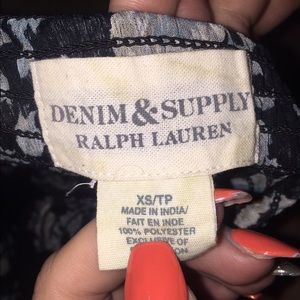 DENIM & SUPPLY
RALPH LAUREN
XS/TP
MADE IN INDIA/
FAIT EN INDE
100% POLYESTER
EXCLUSIVE OF